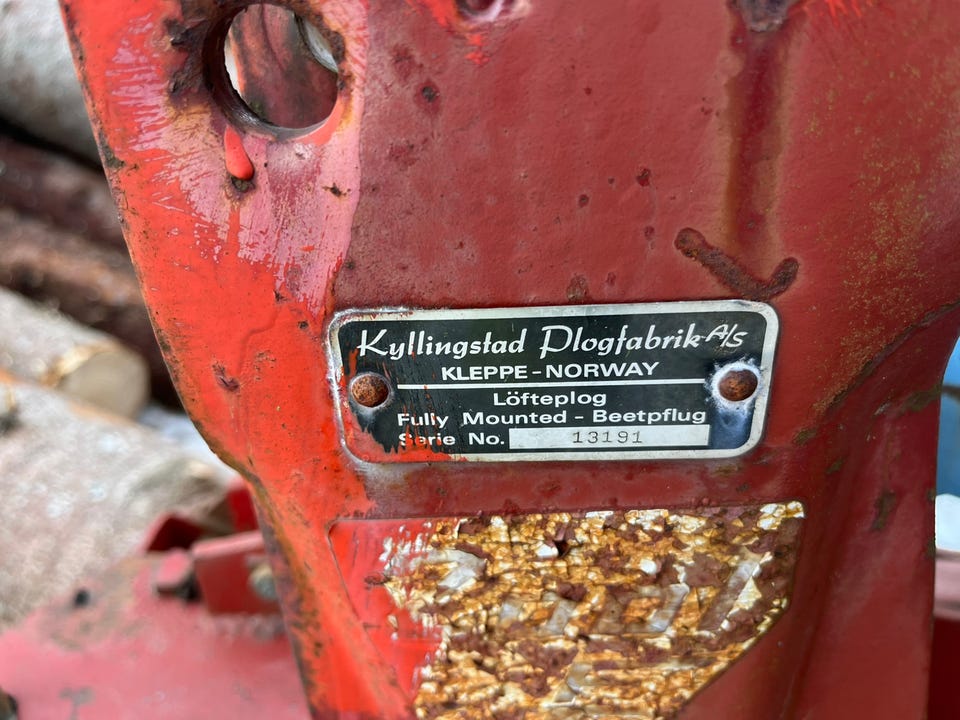 Kyllingstad Plogfabrik A/S
KLEPPE-NORWAY
Löfteplog
Fully Mounted - Beetpflug
Serie No. 13191